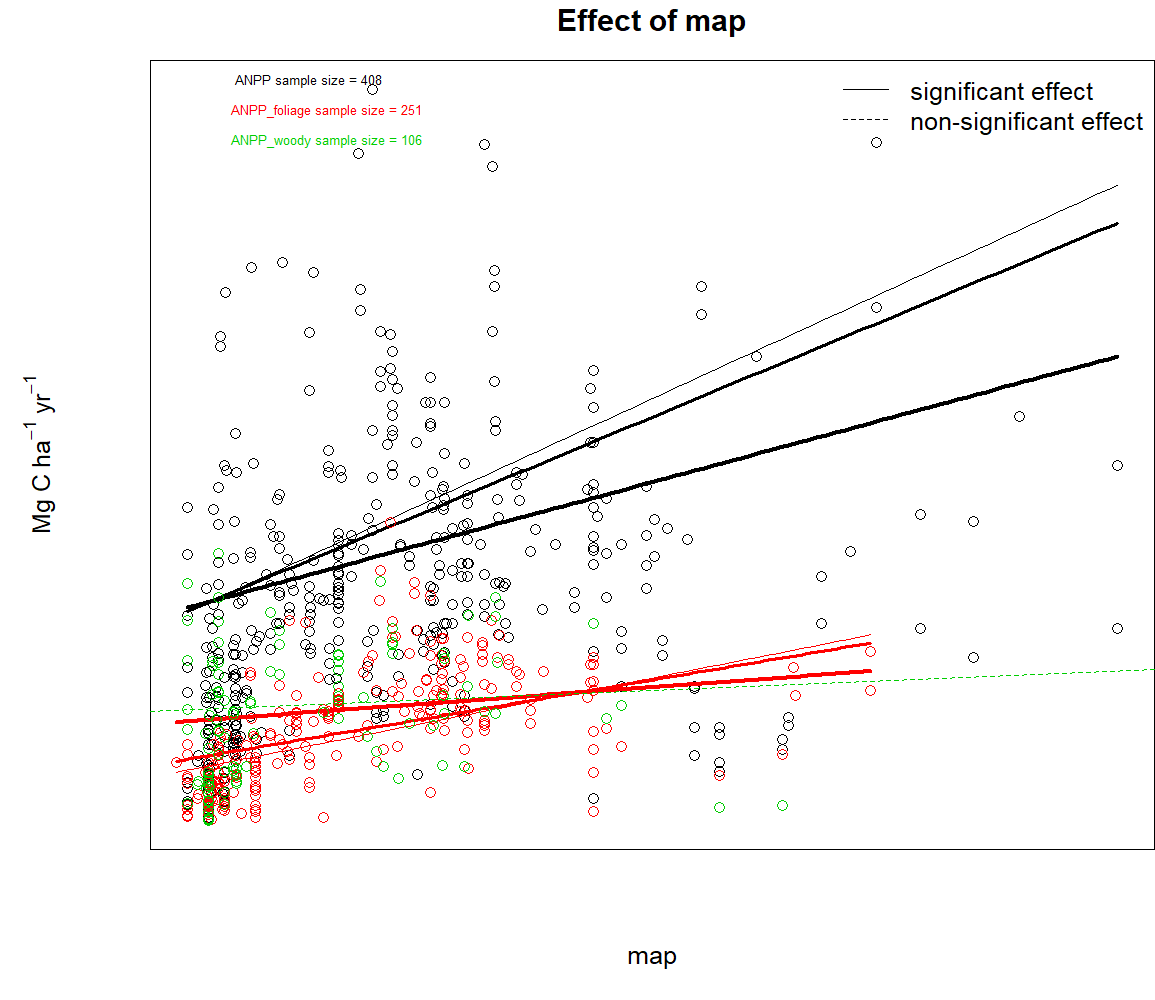 Effect of map
ANPP sample size = 408
ANPP_foliage sample size = 251
ANPP_woody sample size = 106
significant effect
non-significant effect
Mg C ha⁻¹ yr⁻¹
map